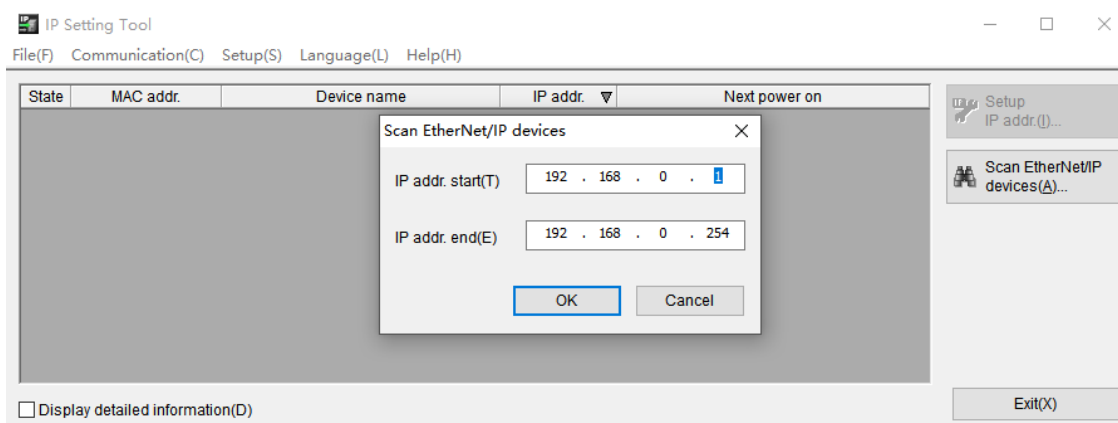 IP Setting Tool
File(F) Communication(C) Setup(S) Language(L) Help(H)
State MAC addr. Device name IP addr. Next power on
Scan EtherNet/IP devices
IP addr. start(T) 192 . 168 . 0 . 1
IP addr. end(E) 192 . 168 . 0 . 254
OK Cancel
Setup
IP addr.(I)...
Scan EtherNet/IP
devices(A)...
Display detailed information(D)
Exit(X)